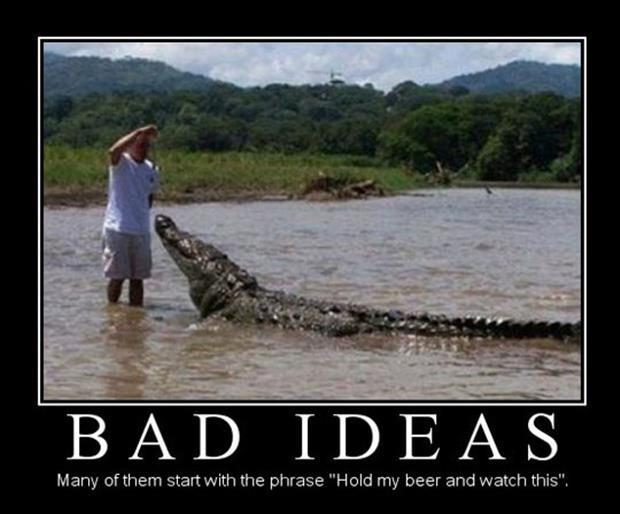 BAD IDEAS
Many of them start with the phrase "Hold my beer and watch this".